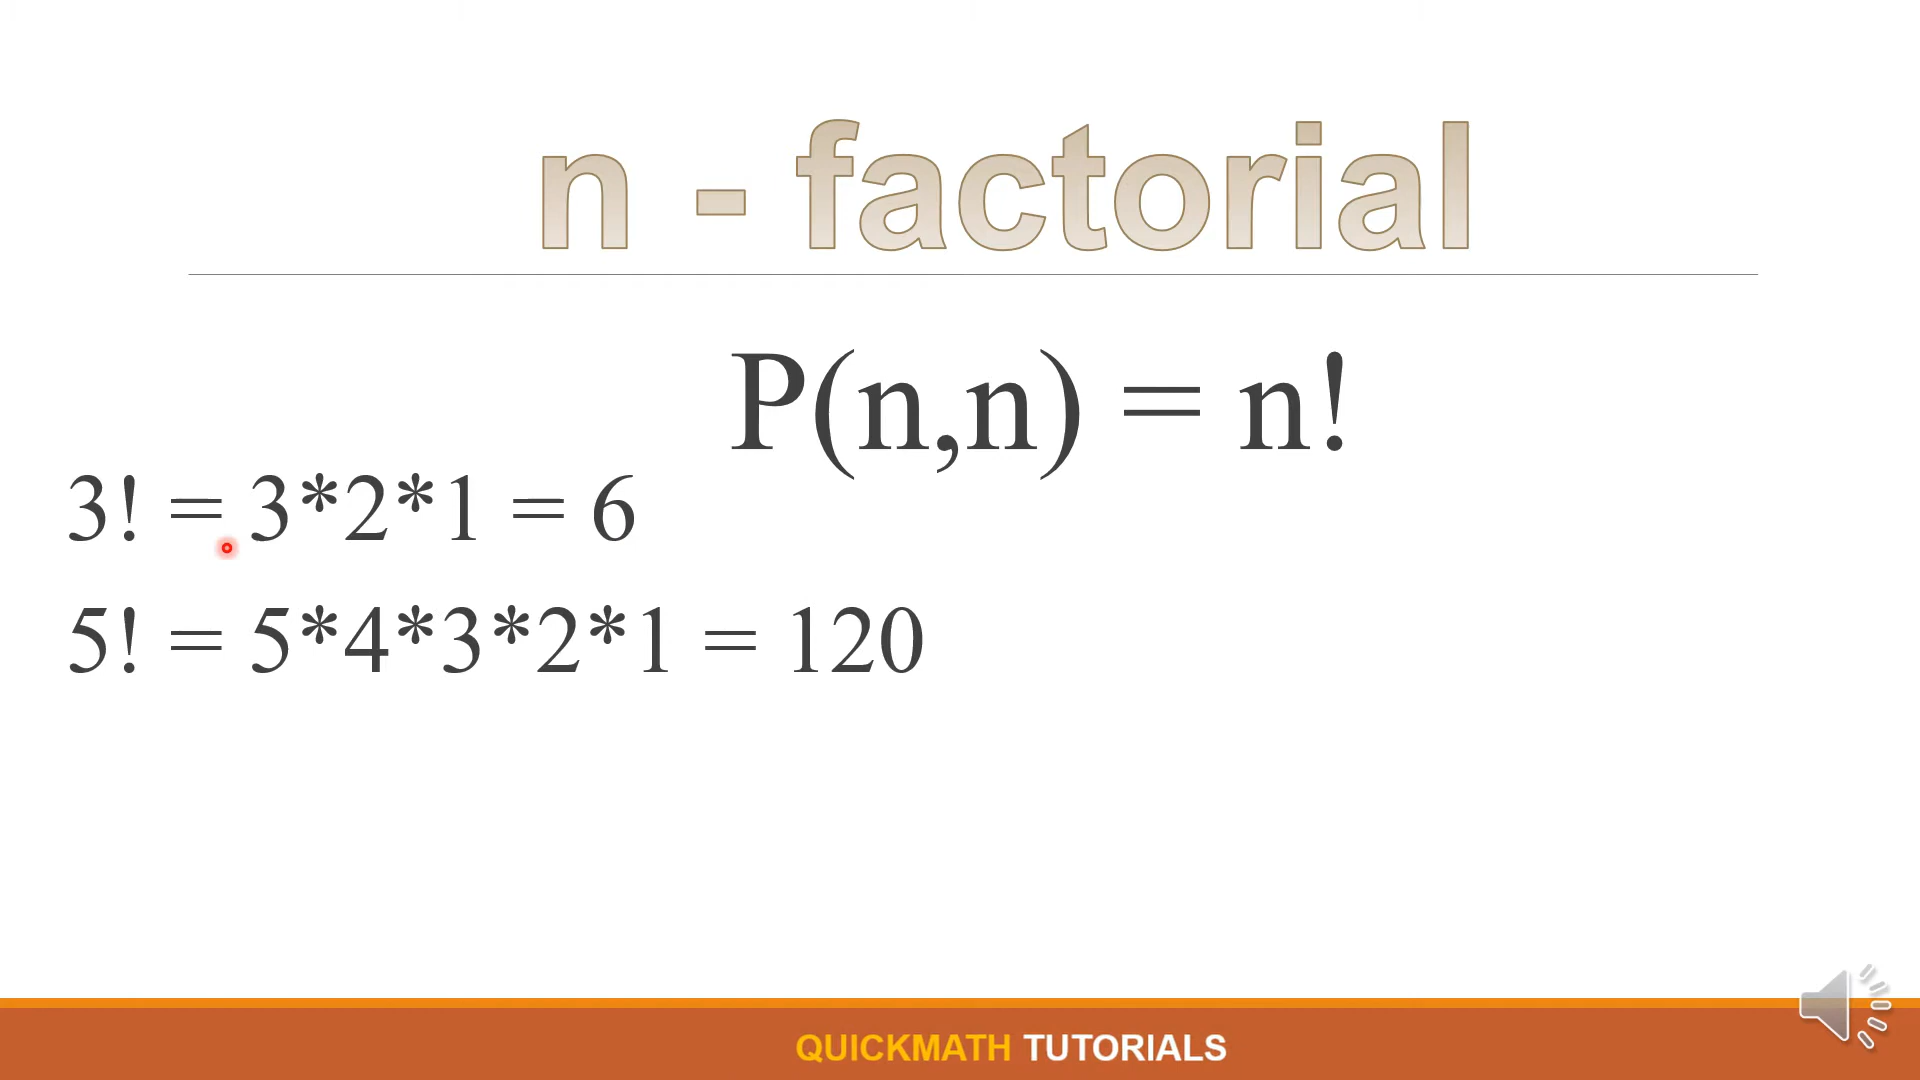 n - factorial
P(n,n) = n!
3! = 3*2*1 = 6
5! = 5*4*3*2*1 = 120
QUICKMATH TUTORIALS